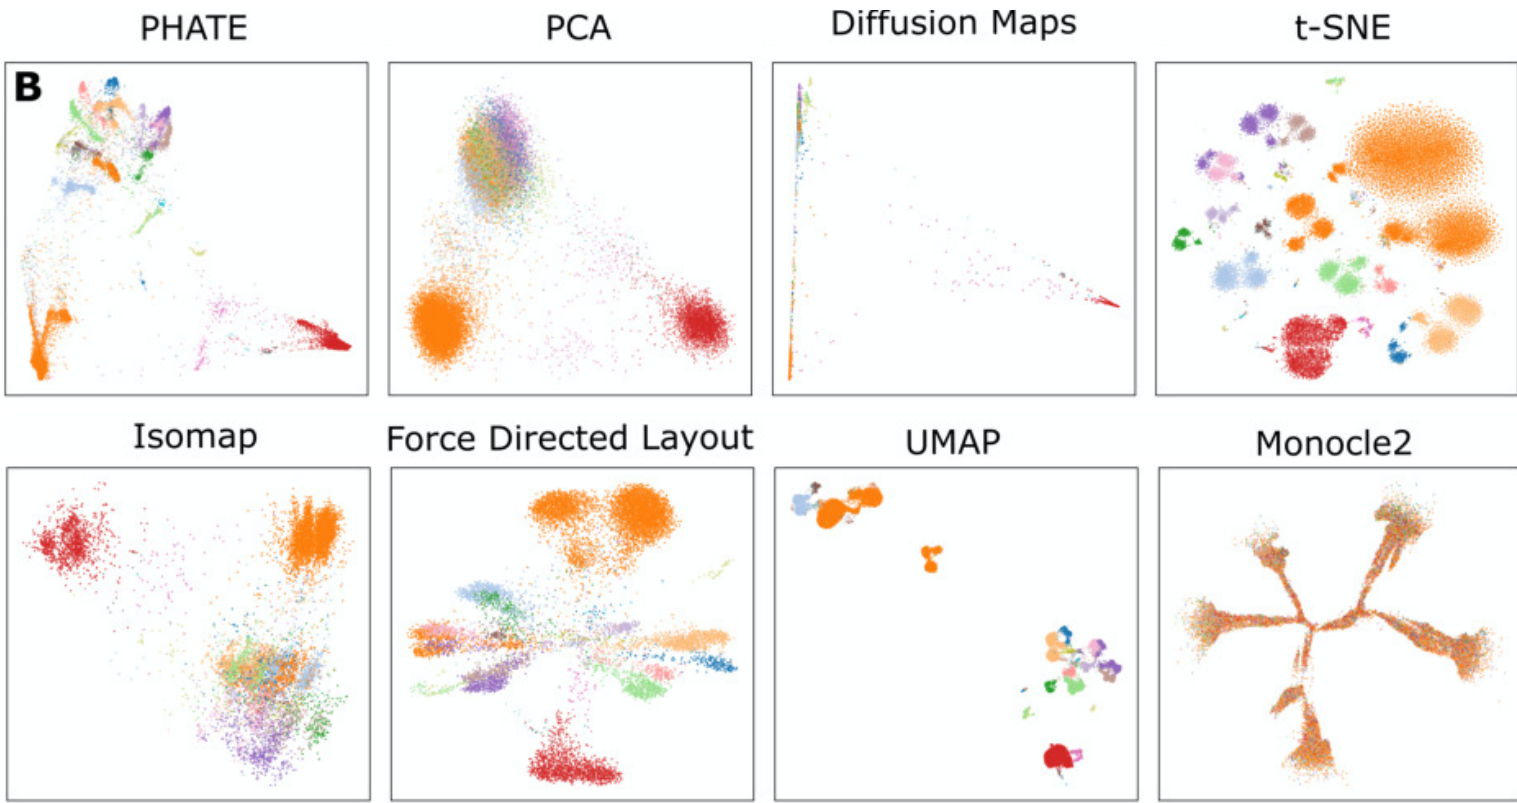 PHATE
PCA
Diffusion Maps
t-SNE
B
Isomap
Force Directed Layout
UMAP
Monocle2